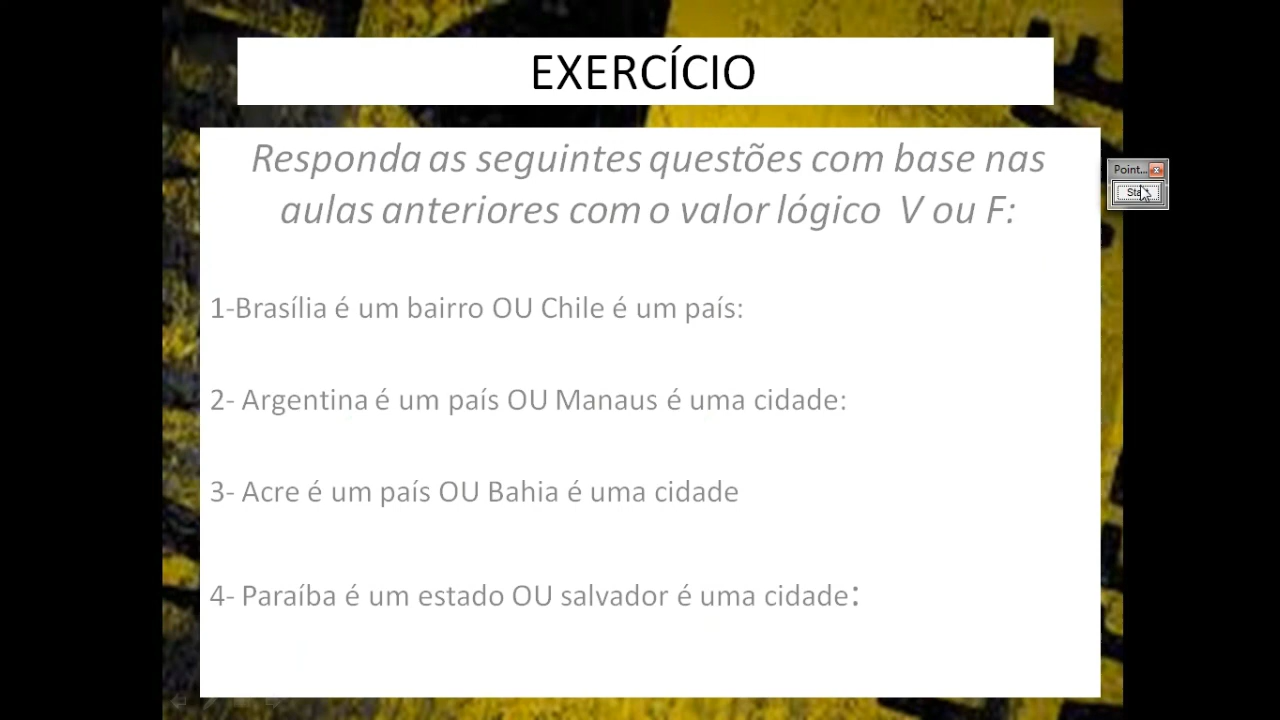 EXERCÍCIO
Responda as seguintes questões com base nas
aulas anteriores com o valor lógico V ou F:
Point...
1-Brasília é um bairro OU Chile é um país:
2- Argentina é um país OU Manaus é uma cidade:
3- Acre é um país OU Bahia é uma cidade
4- Paraíba é um estado OU salvador é uma cidade: